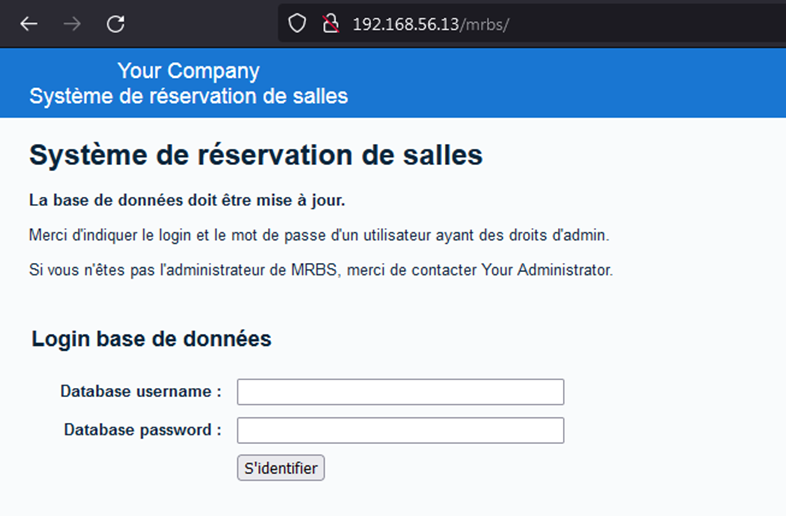 192.168.56.13/mrbs/
Your Company
Système de réservation de salles
Système de réservation de salles
La base de données doit être mise à jour.
Merci d'indiquer le login et le mot de passe d'un utilisateur ayant des droits d'admin.
Si vous n'êtes pas l'administrateur de MRBS, merci de contacter Your Administrator.
Login base de données
Database username :
Database password :
S'identifier